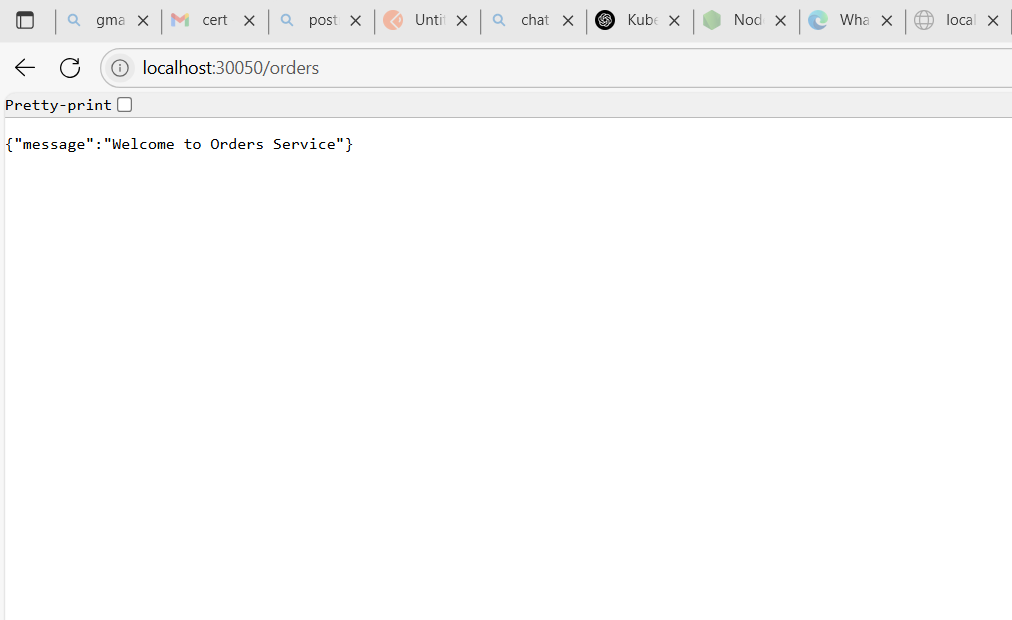 gma cert post Unti chat Kube Nod Wha local
localhost:30050/orders
Pretty-print
{"message":"Welcome to Orders Service"}